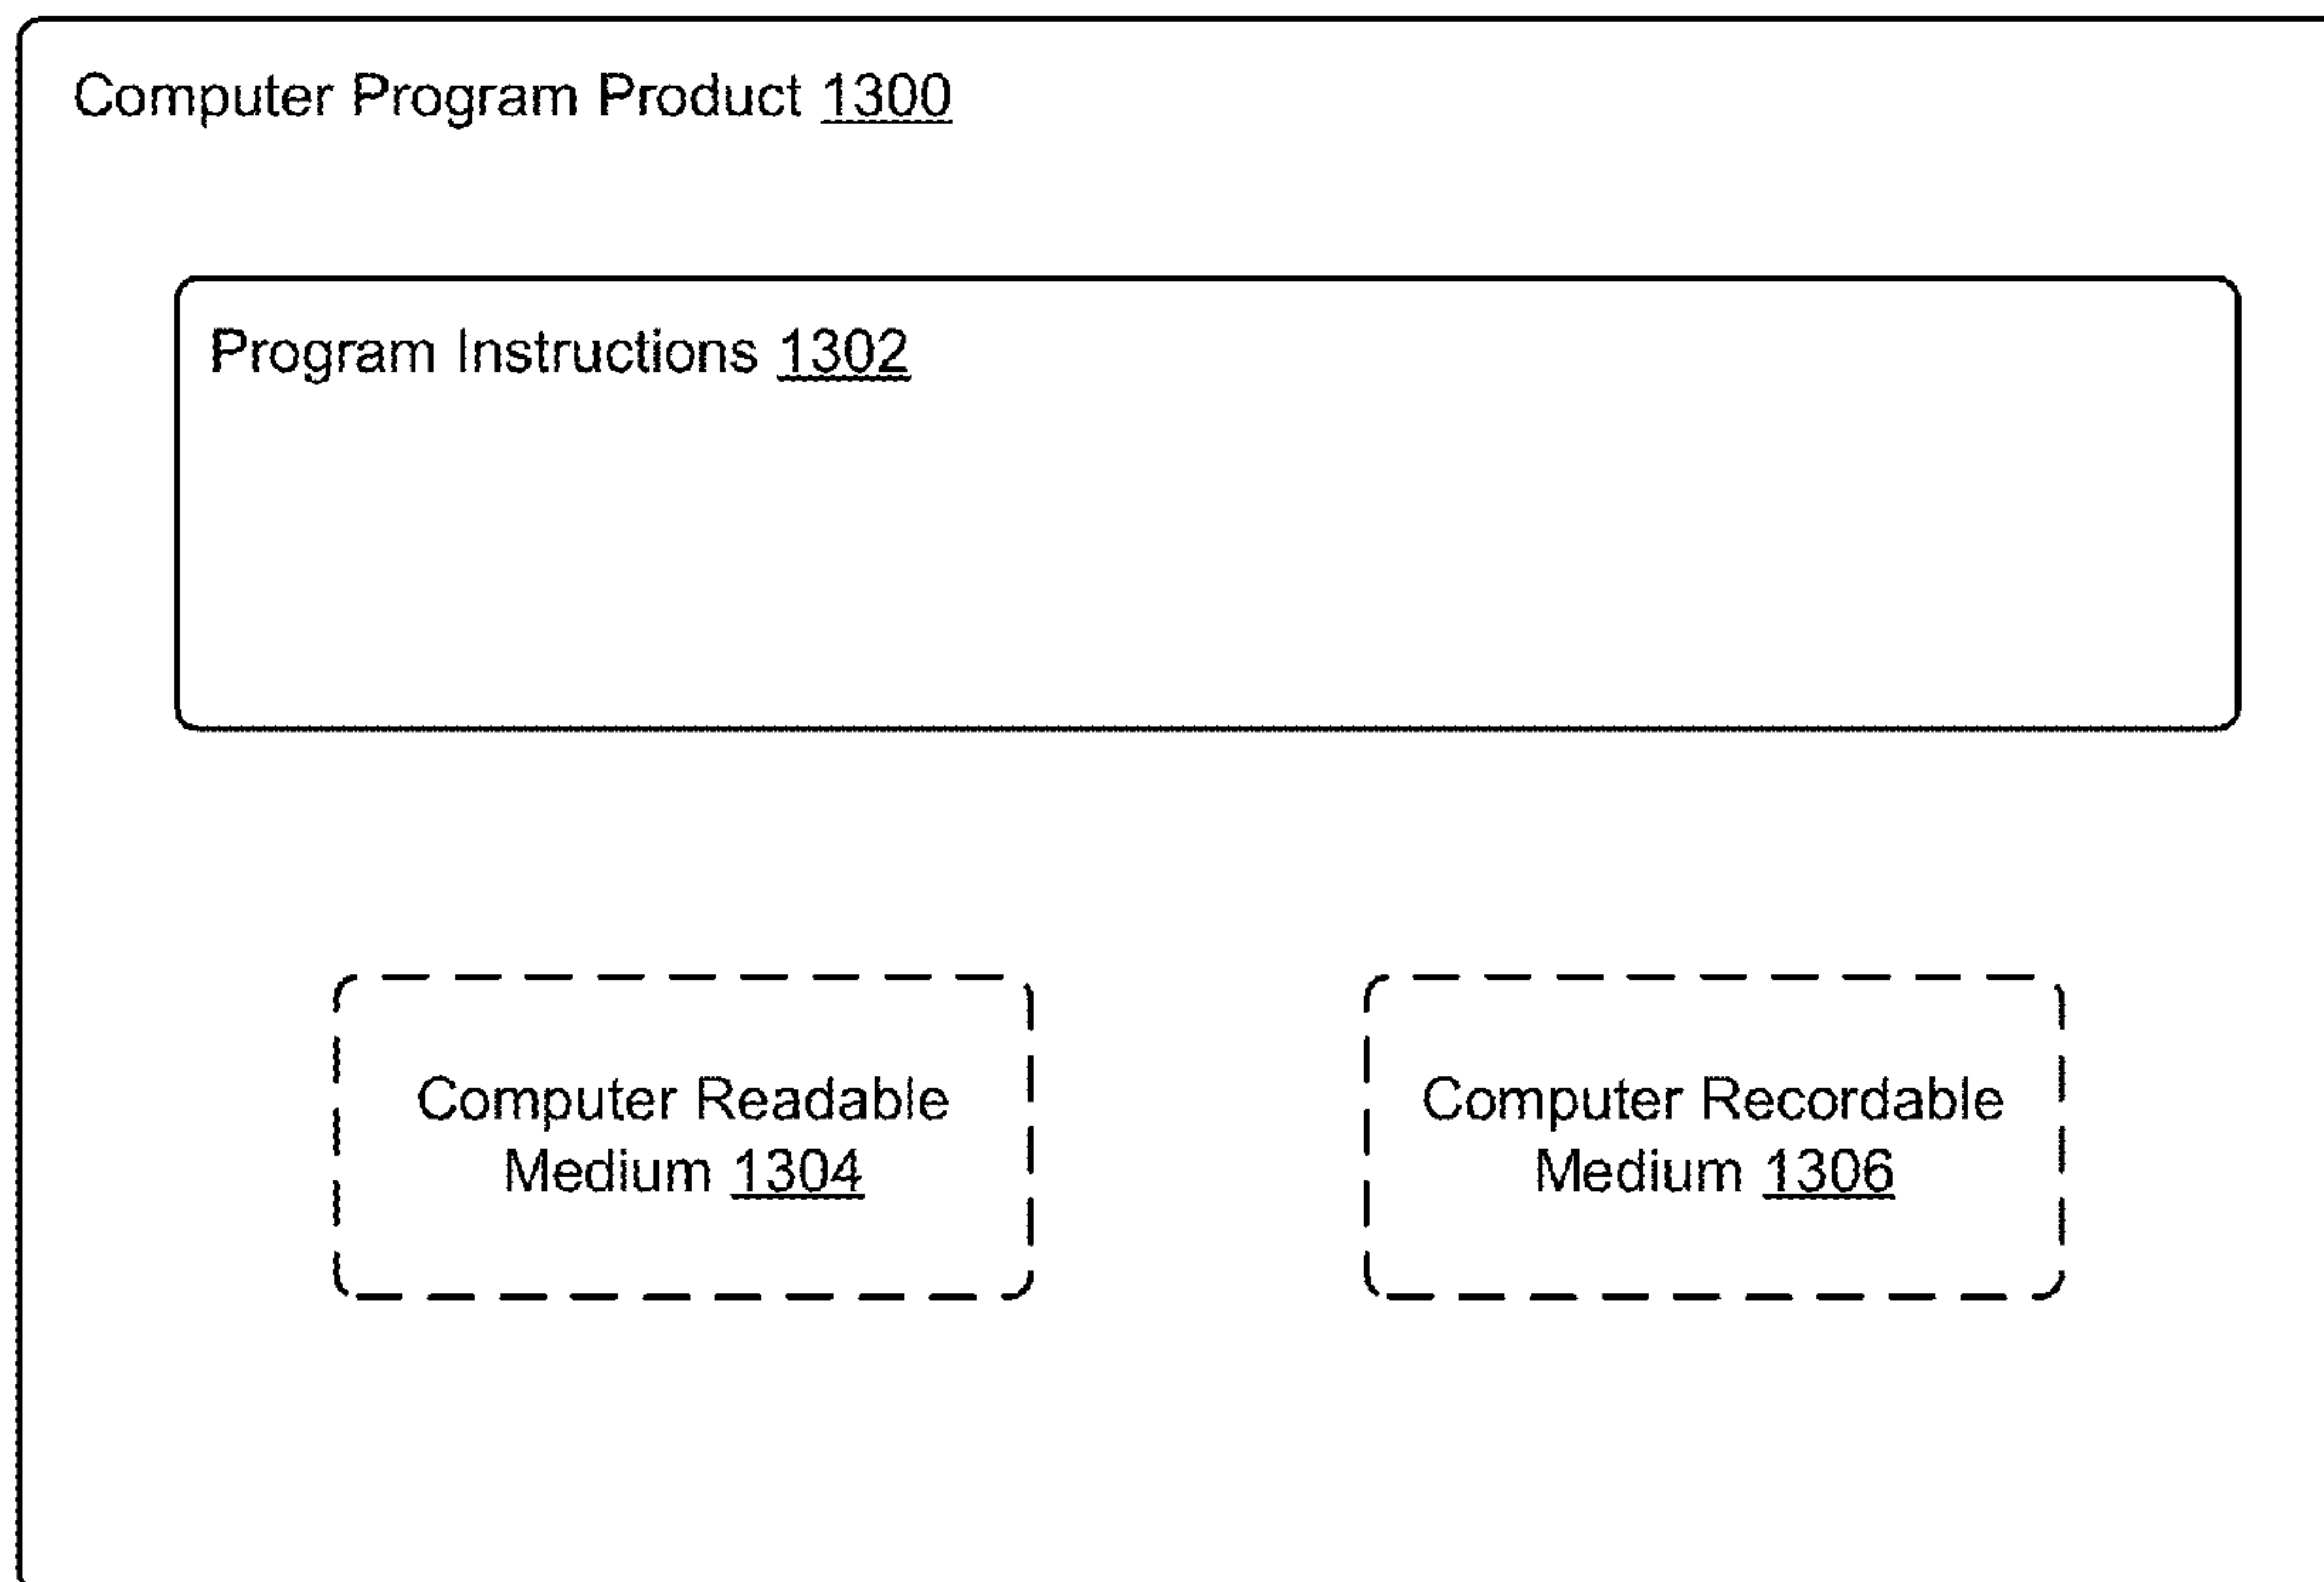 Computer Program Product 1300
Program Instructions 1302
Computer Readable
Medium 1304
Computer Recordable
Medium 1306